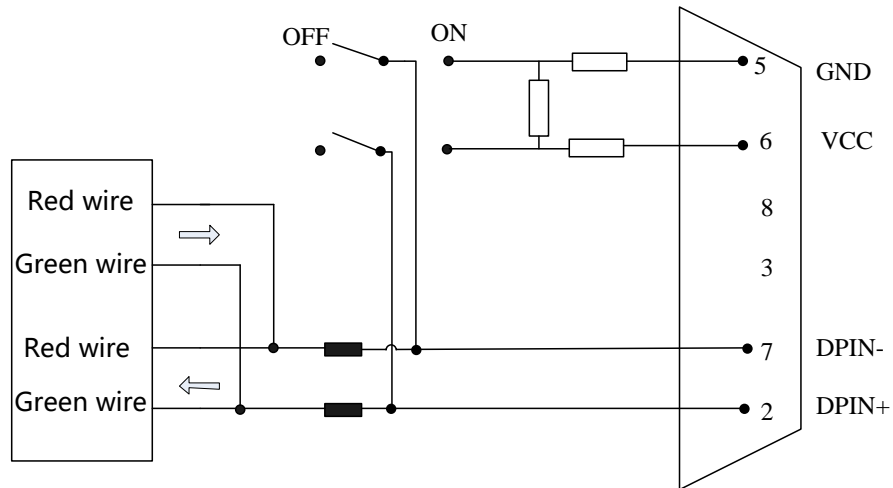 OFF
ON
5 GND
6 VCC
8
3
7 DPIN-
2 DPIN+
Red wire
Green wire
Red wire
Green wire